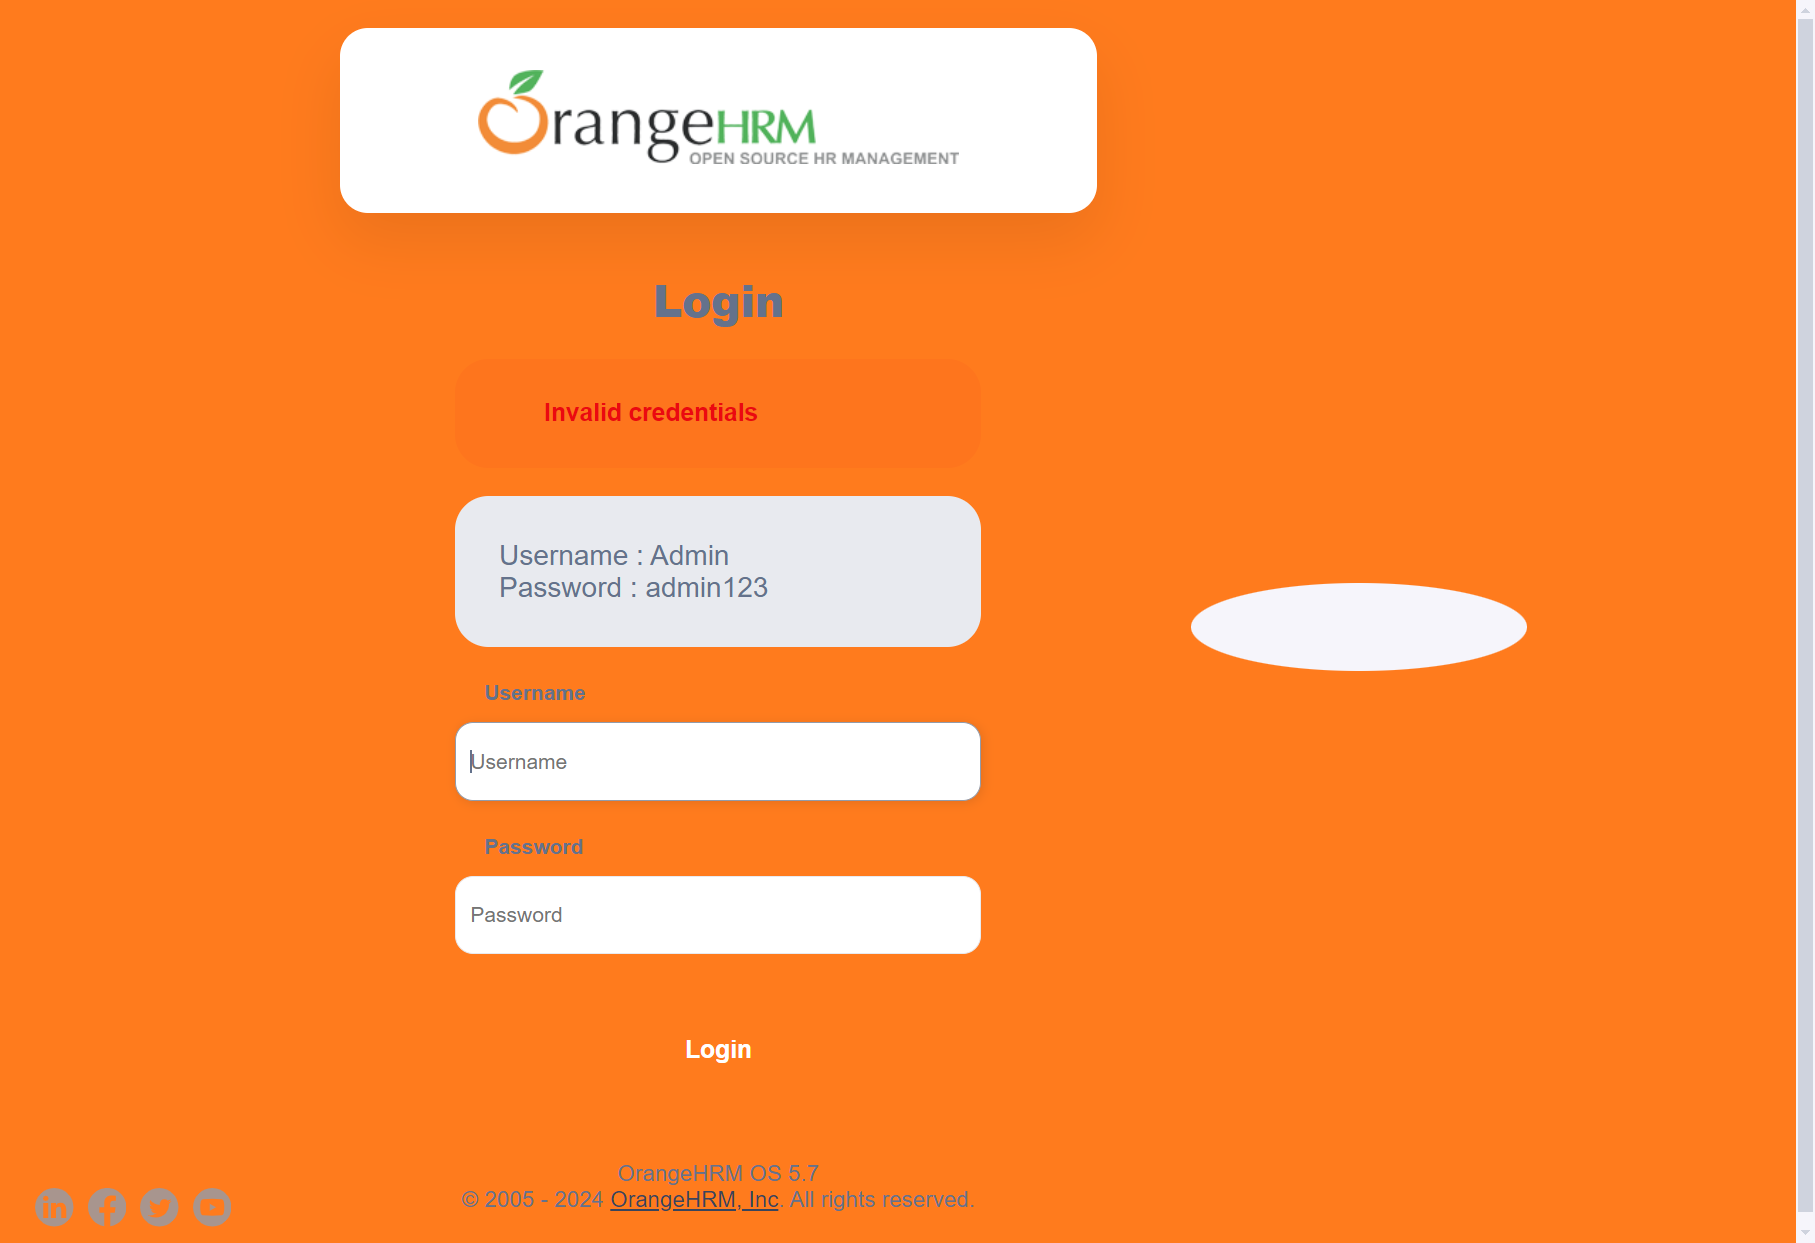 OrangeHRM
OPEN SOURCE HR MANAGEMENT
Login
Invalid credentials
Username : Admin
Password : admin123
Username
Username
Password
Password
Login
OrangeHRM OS 5.7
© 2005 - 2024 OrangeHRM, Inc. All rights reserved.